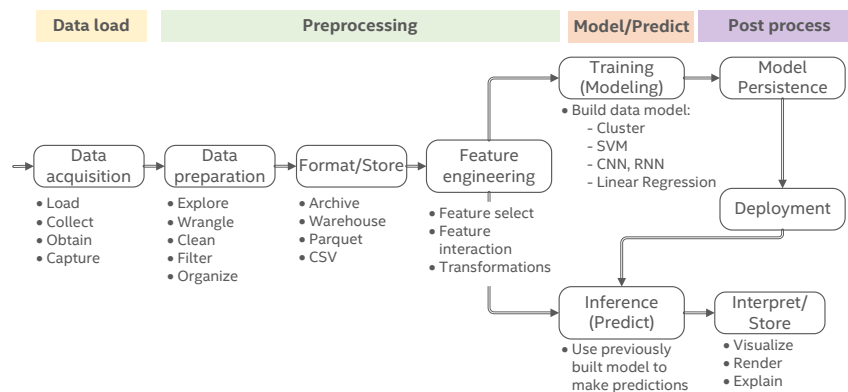 Data load
Preprocessing
Model/Predict
Post process
Training
(Modeling)
Model
Persistence
• Build data model:
- Cluster
- SVM
- CNN, RNN
- Linear Regression
Data
acquisition
• Load
• Collect
• Obtain
• Capture
Data
preparation
• Explore
• Wrangle
• Clean
• Filter
• Organize
Format/Store
• Archive
• Warehouse
• Parquet
• CSV
Feature
engineering
• Feature select
• Feature
interaction
• Transformations
Deployment
Inference
(Predict)
• Use previously
built model to
make predictions
Interpret/
Store
• Visualize
• Render
• Explain